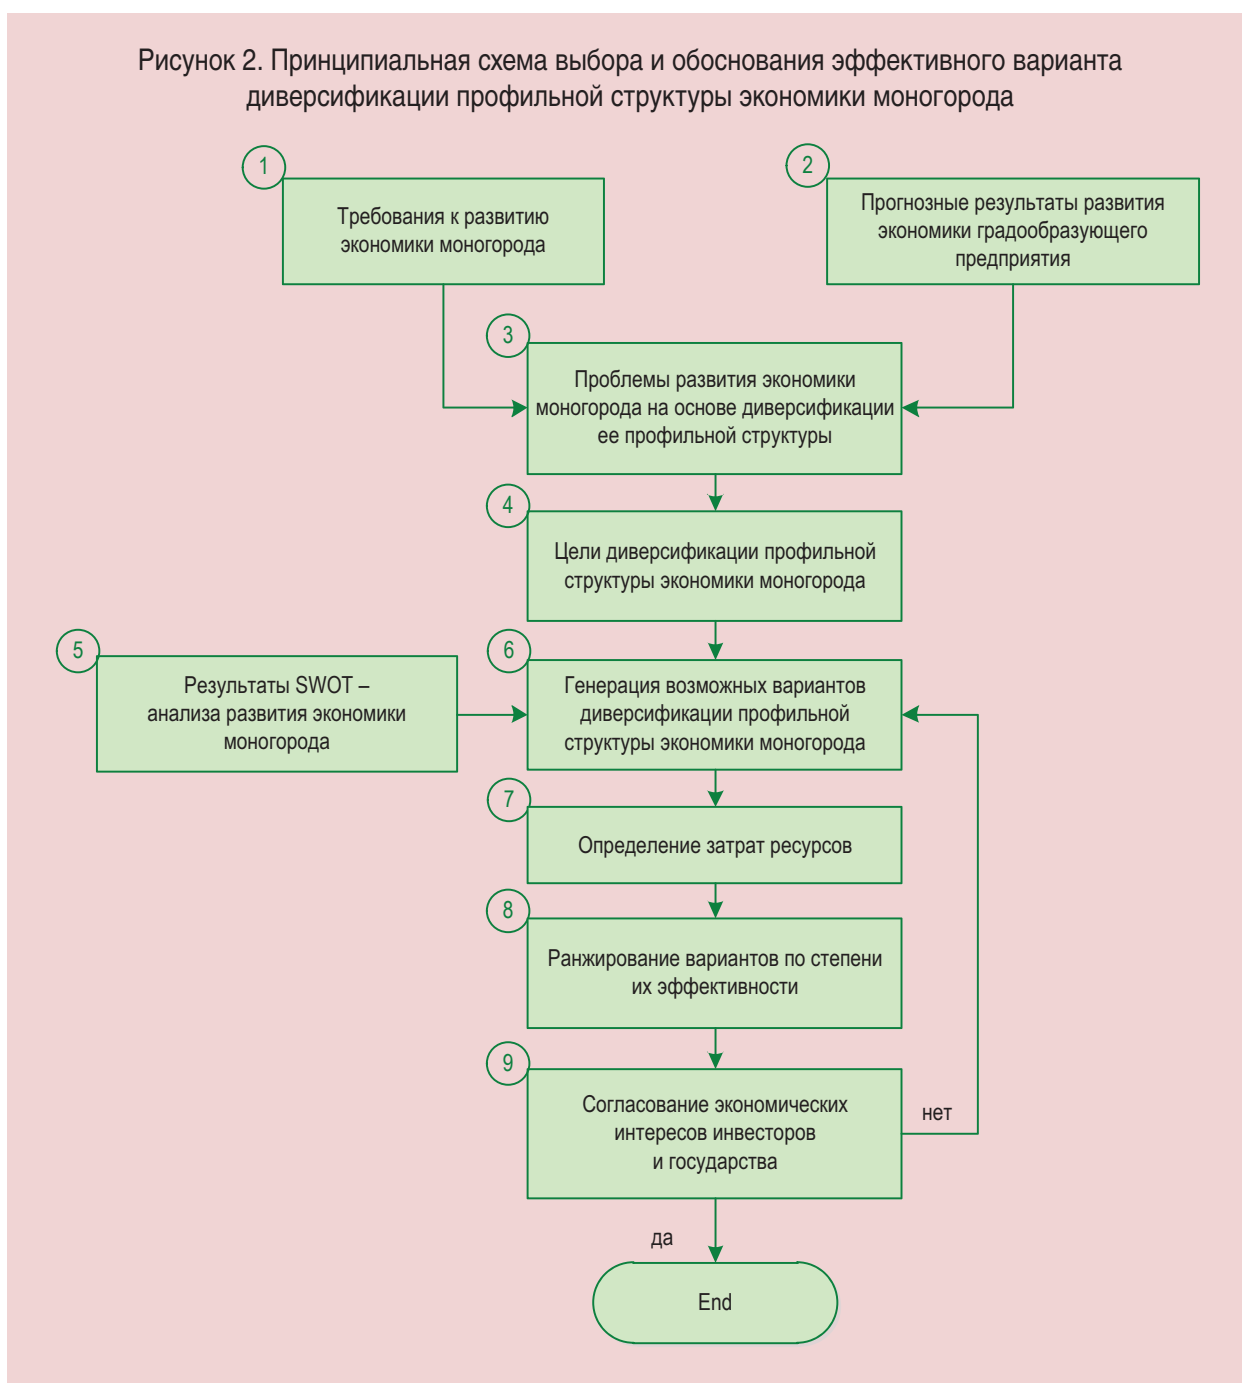 Рисунок 2. Принципиальная схема выбора и обоснования эффективного варианта
диверсификации профильной структуры экономики моногорода
1
Требования к развитию
экономики моногорода
2
Прогнозные результаты развития
экономики градообразующего
предприятия
3
Проблемы развития экономики
моногорода на основе диверсификации
ее профильной структуры
4
Цели диверсификации профильной
структуры экономики моногорода
5
Результаты SWOT –
анализа развития экономики
моногорода
6
Генерация возможных вариантов
диверсификации профильной
структуры экономики моногорода
7
Определение затрат ресурсов
8
Ранжирование вариантов по степени
их эффективности
9
Согласование экономических
интересов инвесторов
и государства
нет
да
End